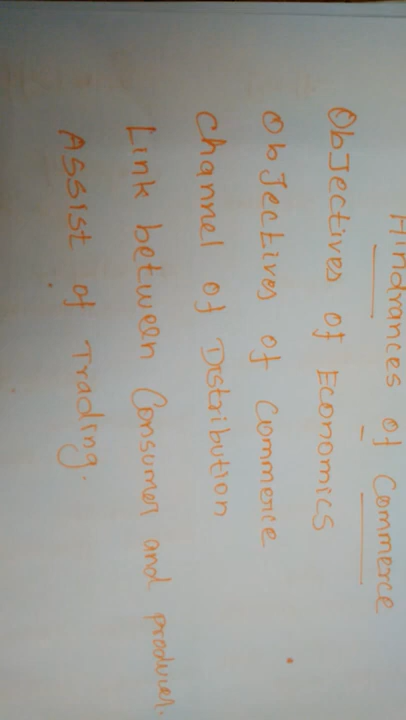 Hindrances of Commerce
Objectives of Economics
Objectives of Commerce
Channel of Distribution
Link between Consumer and producer.
Assist of Trading.